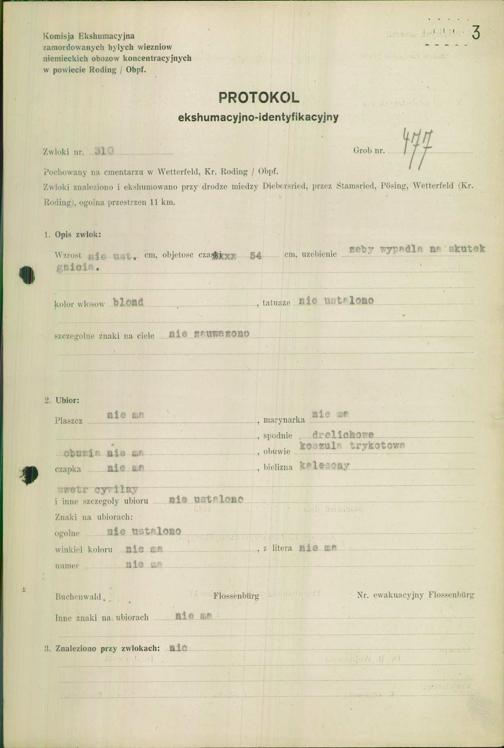 3
Komisja Ekshumacyjna
zamordowanych byłych wiezniow
niemieckich obozow koncentracyjnych
w powiecie Roding / Obpf.
PROTOKOL
ekshumacyjno-identyfikacyjny
Zwloki nr. 310
Grob nr. 477
Pochowany na cmentarzu w Wetterfeld, Kr. Roding / Obpf.
Zwloki znaleziono i ekshumowano przy drodze miedzy Diebersried, przez Stamsried, Pösing, Wetterfeld (Kr.
Roding), ogolna przestrzen 11 km.
1. Opis zwlok:
Wzrost nie ust. cm, objetosc 54 cm, uzebienie zeby wypadla na skutek
gnicia.
kolor wlosow blond , tatuaze nie ustalono
szczegolne znaki na ciele nie zauwazono
2. Ubior:
Plaszcz nie ma , marynarka nie ma
, spodnie drelichowe
obuwia nie ma , obuwie koszula trykotowa
czapka nie ma , bielizna kalesony
swetr cywilny
i inne szczegoly ubioru nie ustalono
Znaki na ubiorach:
ogolne nie ustalono
winkiel koloru nie ma , z litera nie ma
numer nie ma
Buchenwald Flossenbürg Nr. ewakuacyjny Flossenbürg
Inne znaki na ubiorach nie ma
3. Znaleziono przy zwlokach: nic